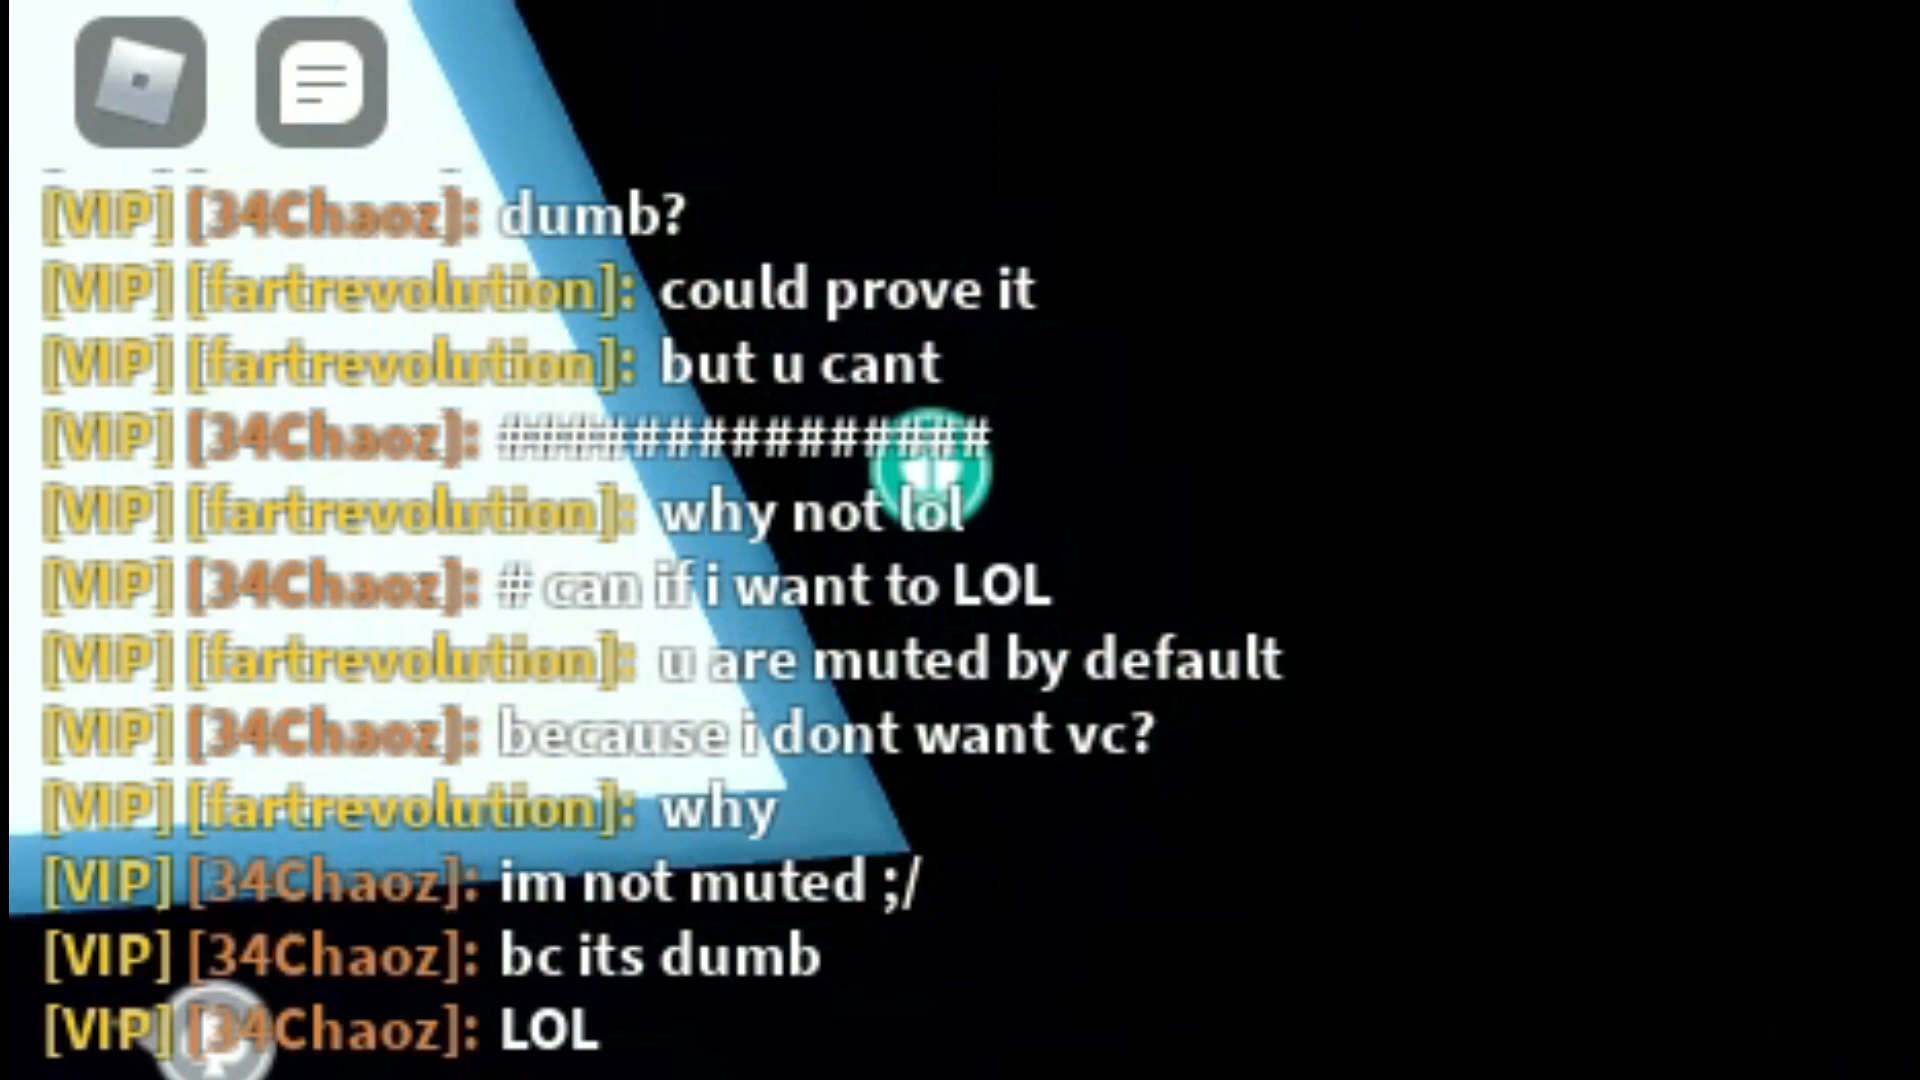 [VIP] [34Chaoz]: dumb?
[VIP] [fartrevolution]: could prove it
[VIP] [fartrevolution]: but u cant
[VIP] [34Chaoz]: ###############
[VIP] [fartrevolution]: why not lol
[VIP] [34Chaoz]: # can if i want to LOL
[VIP] [fartrevolution]: u are muted by default
[VIP] [34Chaoz]: because i dont want vc?
[VIP] [fartrevolution]: why
[VIP] [34Chaoz]: im not muted ;/
[VIP] [34Chaoz]: bc its dumb
[VIP] [34Chaoz]: LOL